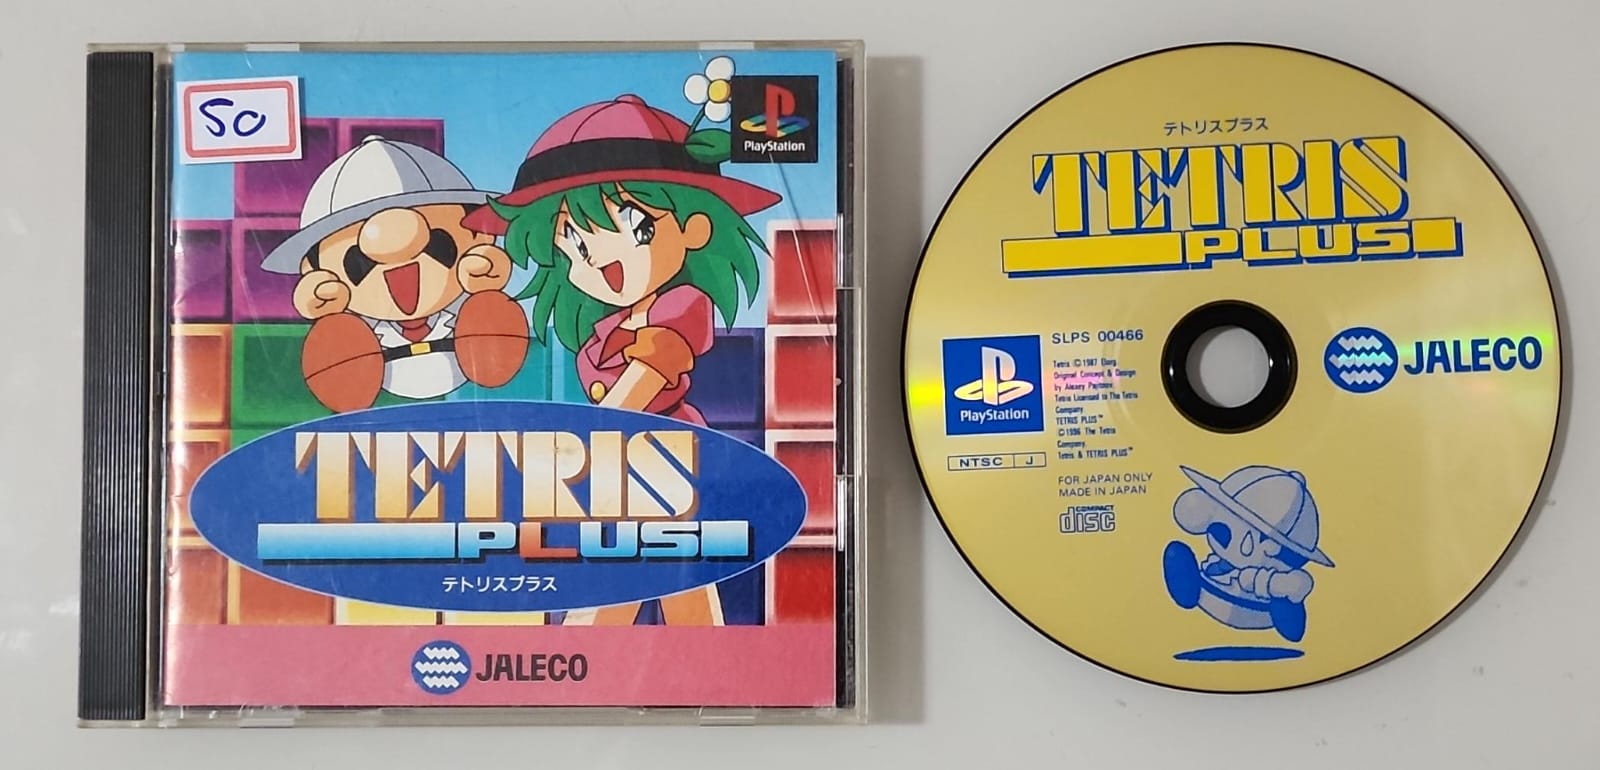 50
PlayStation
TETRIS
PLUS
テトリスプラス
JALECO
テトリスプラス
TETRIS
PLUS
SLPS 00466
Tetris ©1987 Elorg.
Original Concept & Design
by Alexey Pajitnov.
Tetris Licensed to The Tetris
Company.
TETRIS PLUS™
©1996 The Tetris
Company.
Tetris & TETRIS PLUS™
PlayStation
NTSC J
FOR JAPAN ONLY
MADE IN JAPAN
COMPACT
disc
JALECO